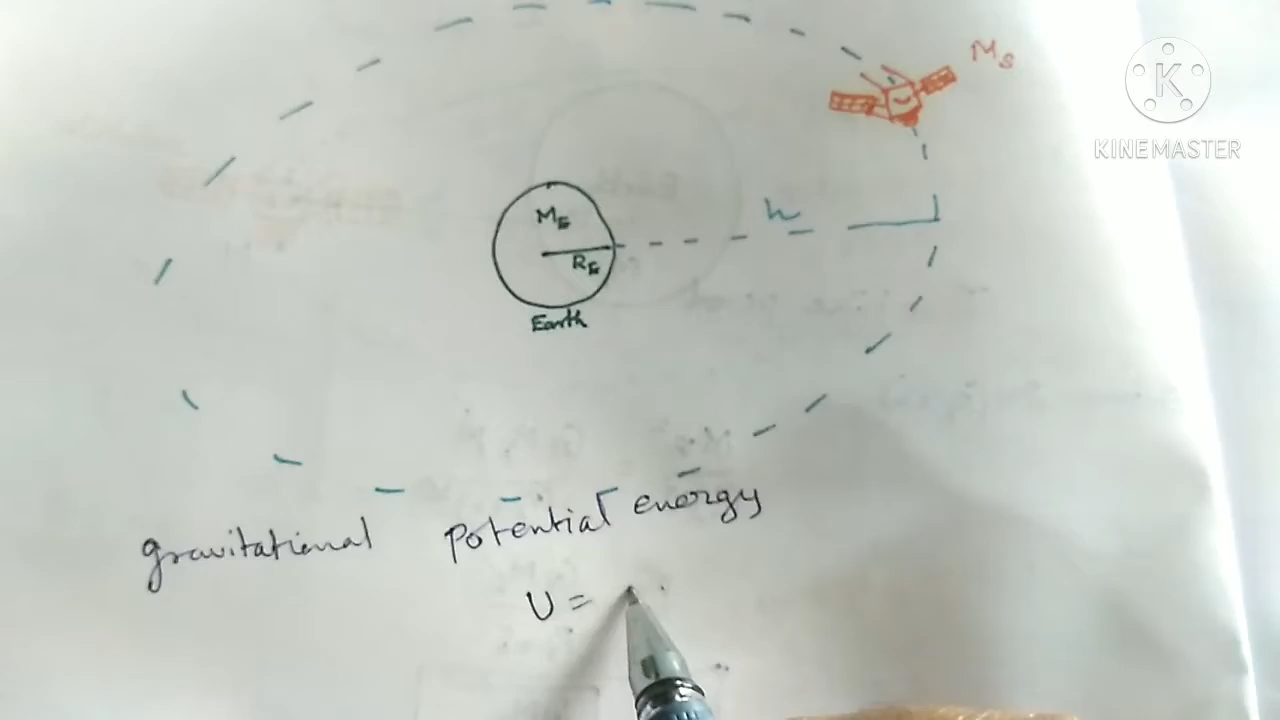 Ms
K
KINEMASTER
h
ME
RE
Earth
gravitational potential energy
U =